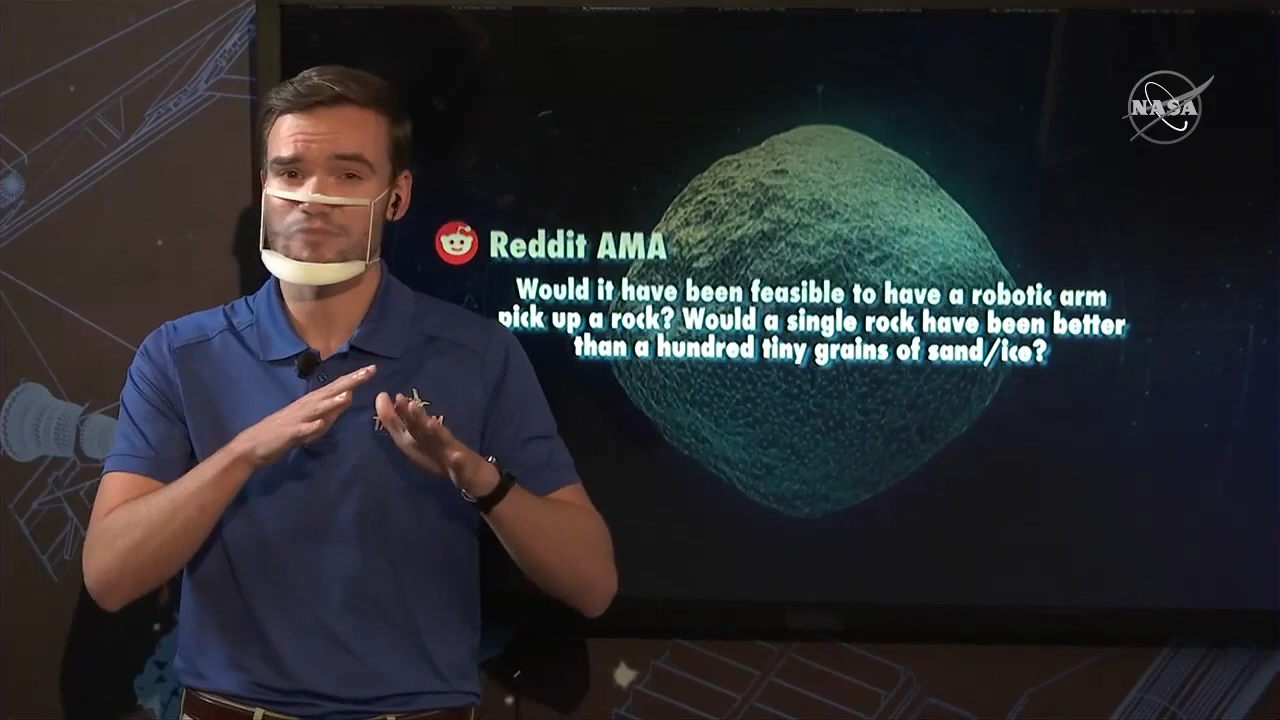 NASA
Reddit AMA
Would it have been feasible to have a robotic arm
pick up a rock? Would a single rock have been better
than a hundred tiny grains of sand/ice?